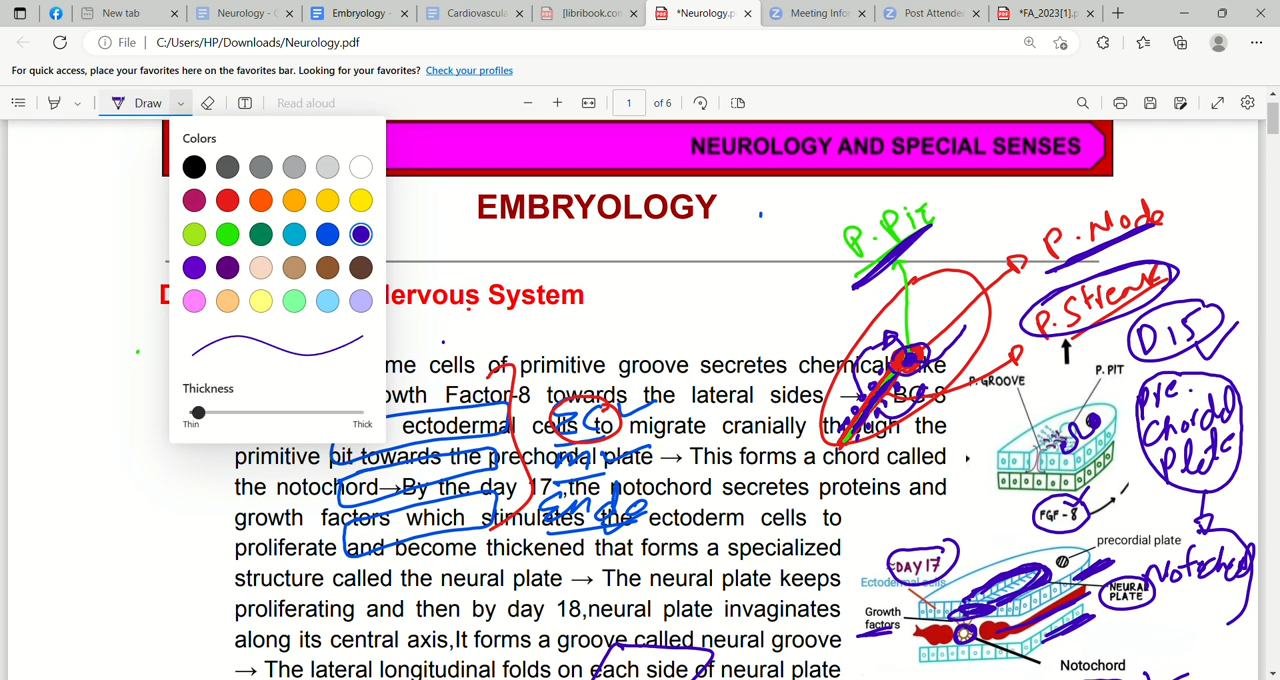 New tab
Neurology - G
Embryology -
Cardiovascula
[libribook.con
*Neurology.p
Meeting Infor
Post Attende
*FA_2023[1].p
File C:/Users/HP/Downloads/Neurology.pdf
For quick access, place your favorites here on the favorites bar. Looking for your favorites? Check your profiles
Draw
Read aloud
1 of 6
Colors
Thickness
Thin Thick
NEUROLOGY AND SPECIAL SENSES
EMBRYOLOGY
D
ervous System
me cells of primitive groove secretes chemical like
owth Factor-8 towards the lateral sides →
ectodermal cells to migrate cranially through the
primitive pit towards the prechordal plate → This forms a chord called
the notochord→By the day 17 ,the notochord secretes proteins and
growth factors which stimulates the ectoderm cells to
proliferate and become thickened that forms a specialized
structure called the neural plate → The neural plate keeps
proliferating and then by day 18,neural plate invaginates
along its central axis,It forms a groove called neural groove
→ The lateral longitudinal folds on each side of neural plate
P. Pit
P. Node
P. Streak
D 15
P. GROOVE
P. PIT
pre.
Chordal
Plate
FGF-8
DAY 17
precordial plate
Ectodermal cells
NEURAL
PLATE
Growth
factors
Notochord